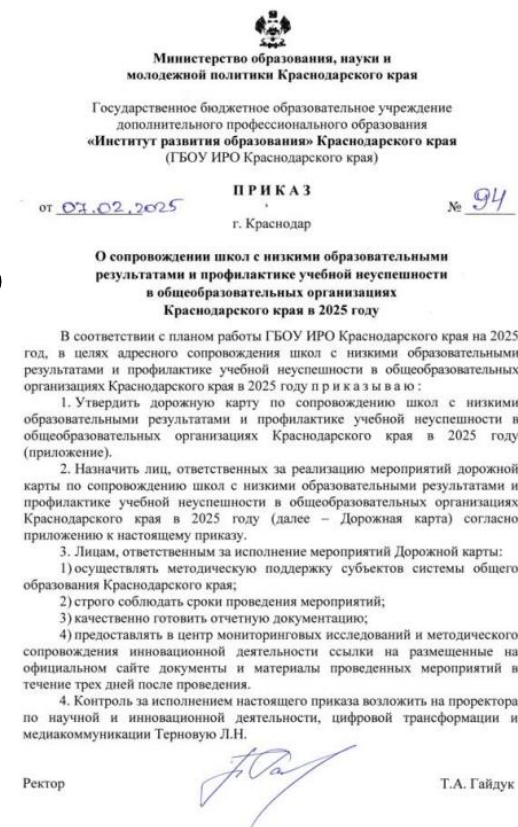 Министерство образования, науки и
молодежной политики Краснодарского края
Государственное бюджетное образовательное учреждение
дополнительного профессионального образования
«Институт развития образования» Краснодарского края
(ГБОУ ИРО Краснодарского края)
ПРИКАЗ
от 07.02.2025 № 94
г. Краснодар
О сопровождении школ с низкими образовательными
результатами и профилактике учебной неуспешности
в общеобразовательных организациях
Краснодарского края в 2025 году
В соответствии с планом работы ГБОУ ИРО Краснодарского края на 2025
год, в целях адресного сопровождения школ с низкими образовательными
результатами и профилактике учебной неуспешности в общеобразовательных
организациях Краснодарского края в 2025 году п р и к а з ы в а ю :
1. Утвердить дорожную карту по сопровождению школ с низкими
образовательными результатами и профилактике учебной неуспешности в
общеобразовательных организациях Краснодарского края в 2025 году
(приложение).
2. Назначить лиц, ответственных за реализацию мероприятий дорожной
карты по сопровождению школ с низкими образовательными результатами и
профилактике учебной неуспешности в общеобразовательных организациях
Краснодарского края в 2025 году (далее – Дорожная карта) согласно
приложению к настоящему приказу.
3. Лицам, ответственным за исполнение мероприятий Дорожной карты:
1) осуществлять методическую поддержку субъектов системы общего
образования Краснодарского края;
2) строго соблюдать сроки проведения мероприятий;
3) качественно готовить отчетную документацию;
4) предоставлять в центр мониторинговых исследований и методического
сопровождения инновационной деятельности ссылки на размещенные на
официальном сайте документы и материалы проведенных мероприятий в
течение трех дней после проведения.
4. Контроль за исполнением настоящего приказа возложить на проректора
по научной и инновационной деятельности, цифровой трансформации и
медиакоммуникации Терновую Л.Н.
Ректор Т.А. Гайдук